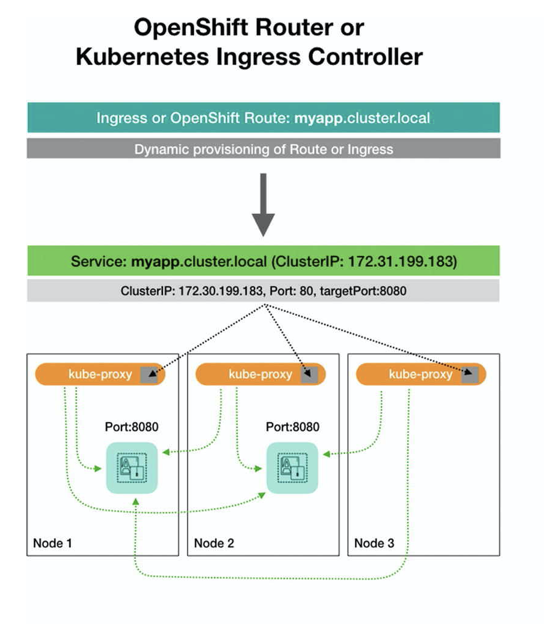 OpenShift Router or
Kubernetes Ingress Controller
Ingress or OpenShift Route: myapp.cluster.local
Dynamic provisioning of Route or Ingress
Service: myapp.cluster.local (ClusterIP: 172.31.199.183)
ClusterIP: 172.30.199.183, Port: 80, targetPort:8080
kube-proxy
kube-proxy
kube-proxy
Port:8080
Port:8080
Node 1
Node 2
Node 3